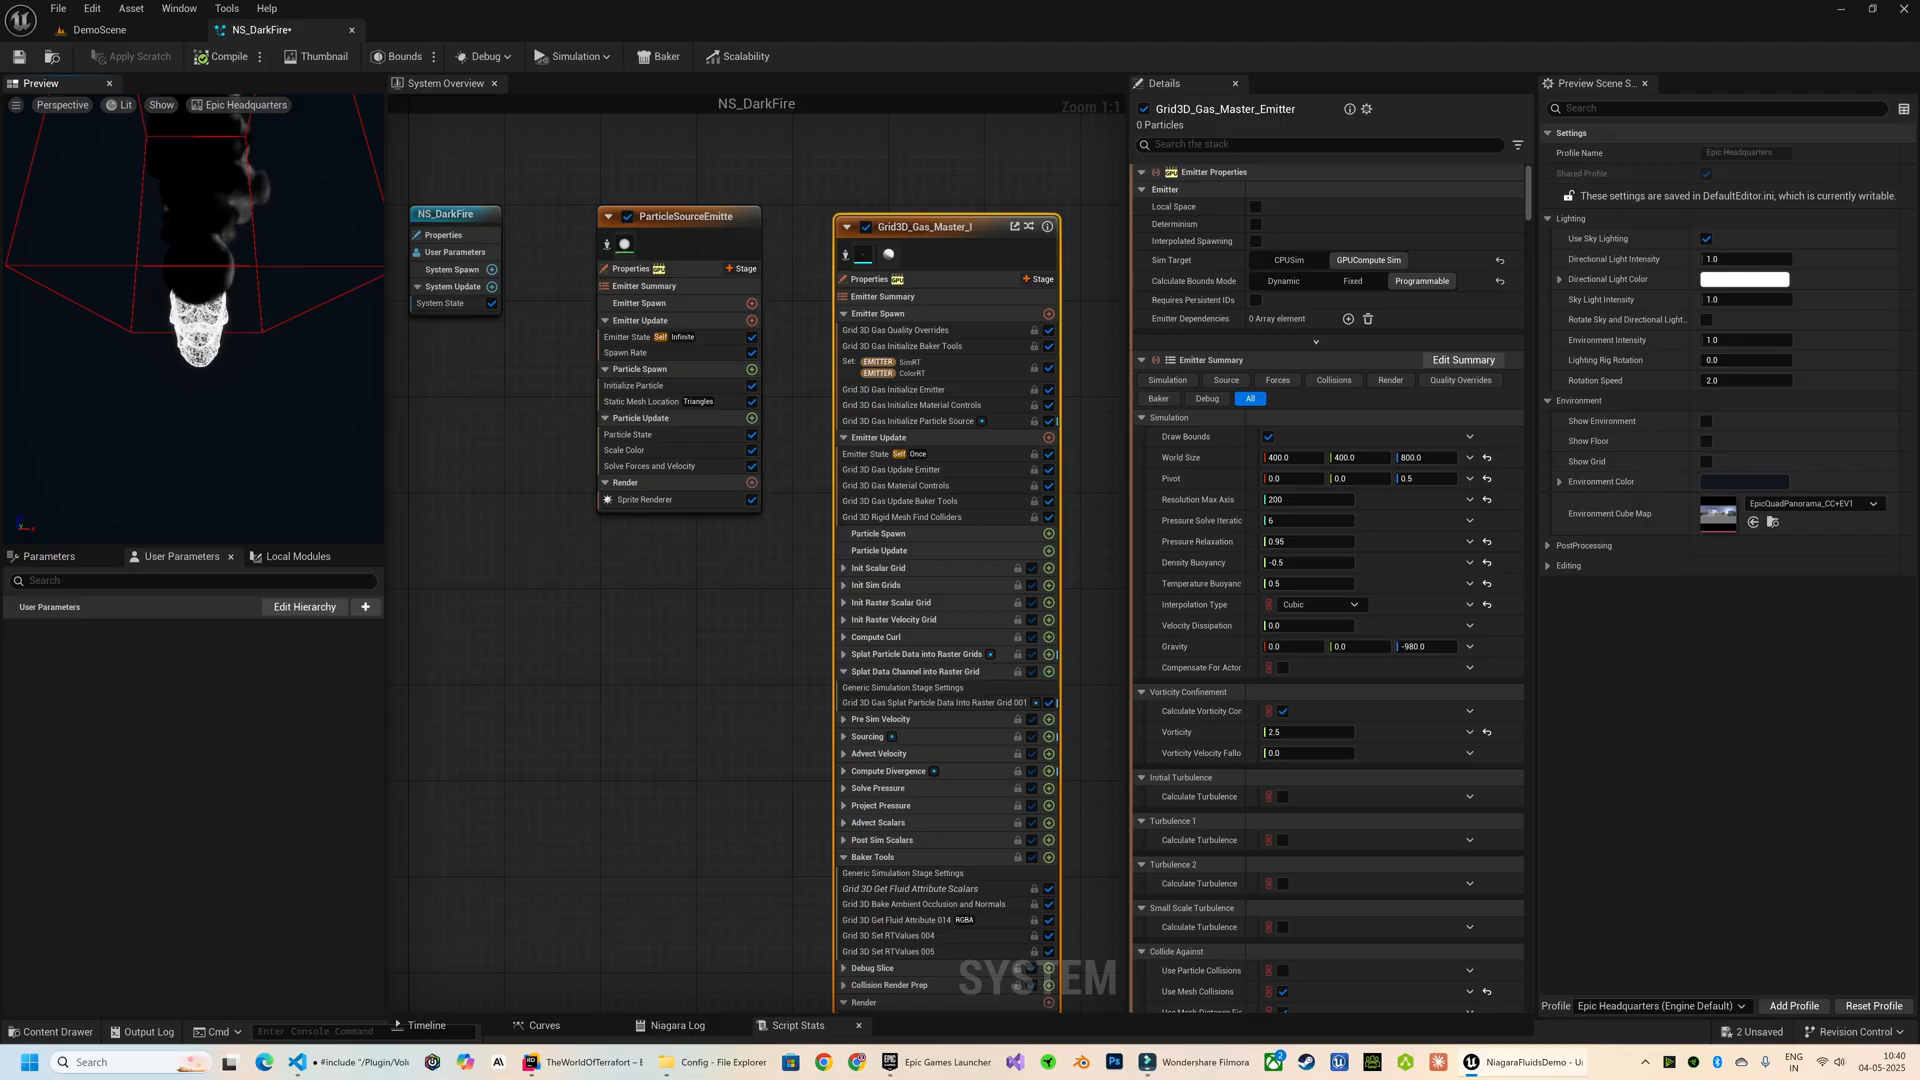 File Edit Asset Window Tools Help
DemoScene
NS_DarkFire*
Apply Scratch
Compile
Thumbnail
Bounds
Debug
Simulation
Baker
Scalability
Preview
Perspective
Lit
Show
Epic Headquarters
Parameters
User Parameters
Local Modules
Search
User Parameters
Edit Hierarchy
System Overview
NS_DarkFire
Zoom 1:1
NS_DarkFire
Properties
User Parameters
System Spawn
System Update
System State
ParticleSourceEmitte
Properties GPU
Stage
Emitter Summary
Emitter Spawn
Emitter Update
Emitter State Self Infinite
Spawn Rate
Particle Spawn
Initialize Particle
Static Mesh Location Triangles
Particle Update
Particle State
Scale Color
Solve Forces and Velocity
Render
Sprite Renderer
Grid3D_Gas_Master_I
Properties GPU
Stage
Emitter Summary
Emitter Spawn
Grid 3D Gas Quality Overrides
Grid 3D Gas Initialize Baker Tools
Set: EMITTER SimRT
EMITTER ColorRT
Grid 3D Gas Initialize Emitter
Grid 3D Gas Initialize Material Controls
Grid 3D Gas Initialize Particle Source
Emitter Update
Emitter State Self Once
Grid 3D Gas Update Emitter
Grid 3D Gas Material Controls
Grid 3D Gas Update Baker Tools
Grid 3D Rigid Mesh Find Colliders
Particle Spawn
Particle Update
Init Scalar Grid
Init Sim Grids
Init Raster Scalar Grid
Init Raster Velocity Grid
Compute Curl
Splat Particle Data into Raster Grids
Splat Data Channel into Raster Grid
Generic Simulation Stage Settings
Grid 3D Gas Splat Particle Data Into Raster Grid 001
Pre Sim Velocity
Sourcing
Advect Velocity
Compute Divergence
Solve Pressure
Project Pressure
Advect Scalars
Post Sim Scalars
Baker Tools
Generic Simulation Stage Settings
Grid 3D Get Fluid Attribute Scalars
Grid 3D Bake Ambient Occlusion and Normals
Grid 3D Get Fluid Attribute 014 RGBA
Grid 3D Set RTValues 004
Grid 3D Set RTValues 005
Debug Slice
Collision Render Prep
Render
SYSTEM
Details
Grid3D_Gas_Master_Emitter
0 Particles
Search the stack
GPU Emitter Properties
Emitter
Local Space
Determinism
Interpolated Spawning
Sim Target CPUSim GPUCompute Sim
Calculate Bounds Mode Dynamic Fixed Programmable
Requires Persistent IDs
Emitter Dependencies 0 Array element
Emitter Summary
Edit Summary
Simulation Source Forces Collisions Render Quality Overrides
Baker Debug All
Simulation
Draw Bounds
World Size 400.0 400.0 800.0
Pivot 0.0 0.0 0.5
Resolution Max Axis 200
Pressure Solve Iteratic 6
Pressure Relaxation 0.95
Density Buoyancy -0.5
Temperature Buoyanc 0.5
Interpolation Type Cubic
Velocity Dissipation 0.0
Gravity 0.0 0.0 -980.0
Compensate For Actor
Vorticity Confinement
Calculate Vorticity Cor
Vorticity 2.5
Vorticity Velocity Fallo 0.0
Initial Turbulence
Calculate Turbulence
Turbulence 1
Calculate Turbulence
Turbulence 2
Calculate Turbulence
Small Scale Turbulence
Calculate Turbulence
Collide Against
Use Particle Collisions
Use Mesh Collisions
Preview Scene S...
Search
Settings
Profile Name Epic Headquarters
Shared Profile
These settings are saved in DefaultEditor.ini, which is currently writable.
Lighting
Use Sky Lighting
Directional Light Intensity 1.0
Directional Light Color
Sky Light Intensity 1.0
Rotate Sky and Directional Light...
Environment Intensity 1.0
Lighting Rig Rotation 0.0
Rotation Speed 2.0
Environment
Show Environment
Show Floor
Show Grid
Environment Color
Environment Cube Map
EpicQuadPanorama_CC+EV1
PostProcessing
Editing
Profile Epic Headquarters (Engine Default)
Add Profile
Reset Profile
Content Drawer
Output Log
Cmd
Enter Console Command
Timeline
Curves
Niagara Log
Script Stats
2 Unsaved
Revision Control
Search
#include "/Plugin/Volu
TheWorldOfTerrafort – E
Config - File Explorer
Epic Games Launcher
Wondershare Filmora
NiagaraFluidsDemo - Un
ENG
IN
10:40
04-05-2025